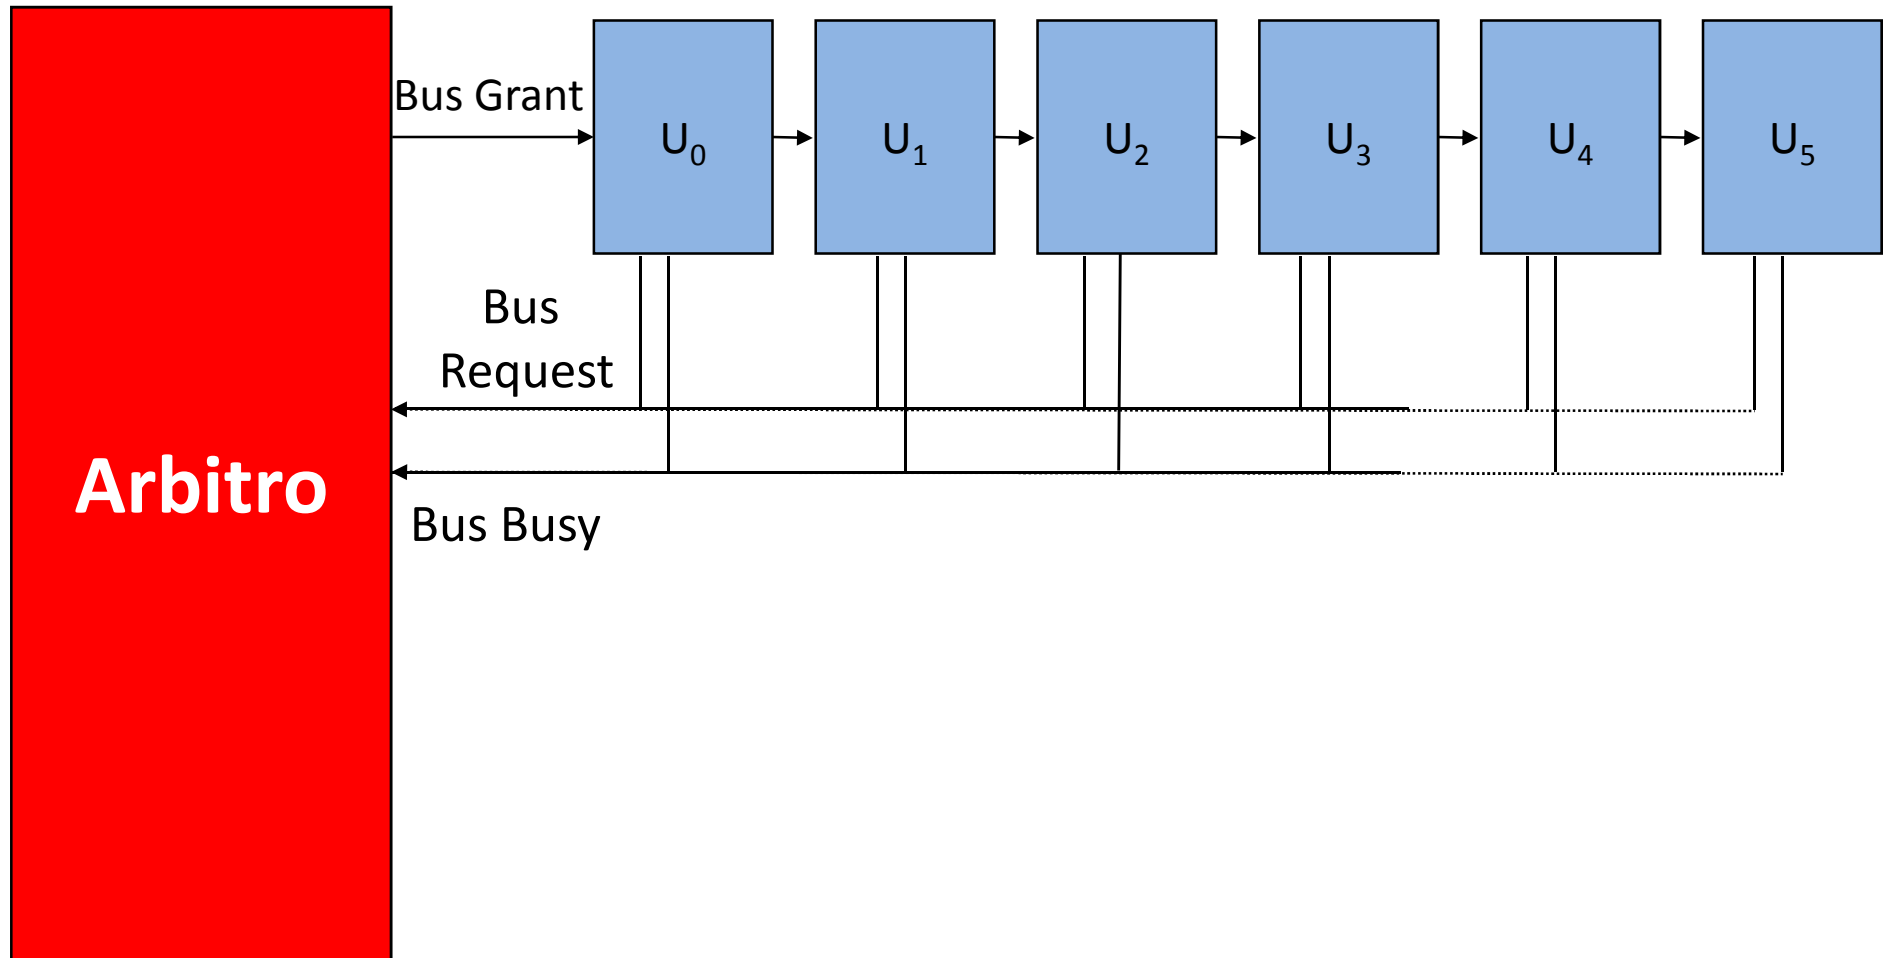 Bus Grant
U₀
U₁
U₂
U₃
U₄
U₅
Bus
Request
Arbitro
Bus Busy